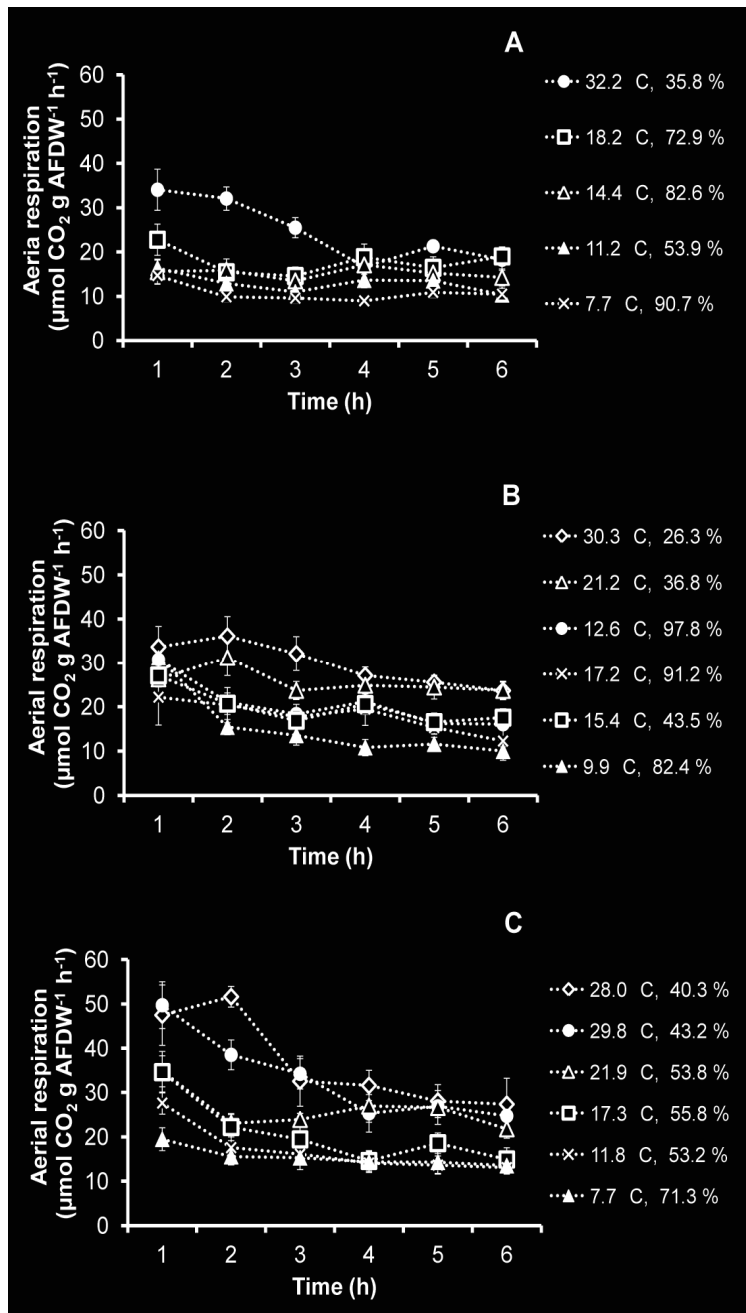 A
Aeria respiration
(µmol CO₂ g AFDW⁻¹ h⁻¹)
60
50
40
30
20
10
0
1 2 3 4 5 6
Time (h)
32.2 C, 35.8 %
18.2 C, 72.9 %
14.4 C, 82.6 %
11.2 C, 53.9 %
7.7 C, 90.7 %
B
Aerial respiration
(µmol CO₂ g AFDW⁻¹ h⁻¹)
60
50
40
30
20
10
0
1 2 3 4 5 6
Time (h)
30.3 C, 26.3 %
21.2 C, 36.8 %
12.6 C, 97.8 %
17.2 C, 91.2 %
15.4 C, 43.5 %
9.9 C, 82.4 %
C
Aerial respiration
(µmol CO₂ g AFDW⁻¹ h⁻¹)
60
50
40
30
20
10
0
1 2 3 4 5 6
Time (h)
28.0 C, 40.3 %
29.8 C, 43.2 %
21.9 C, 53.8 %
17.3 C, 55.8 %
11.8 C, 53.2 %
7.7 C, 71.3 %